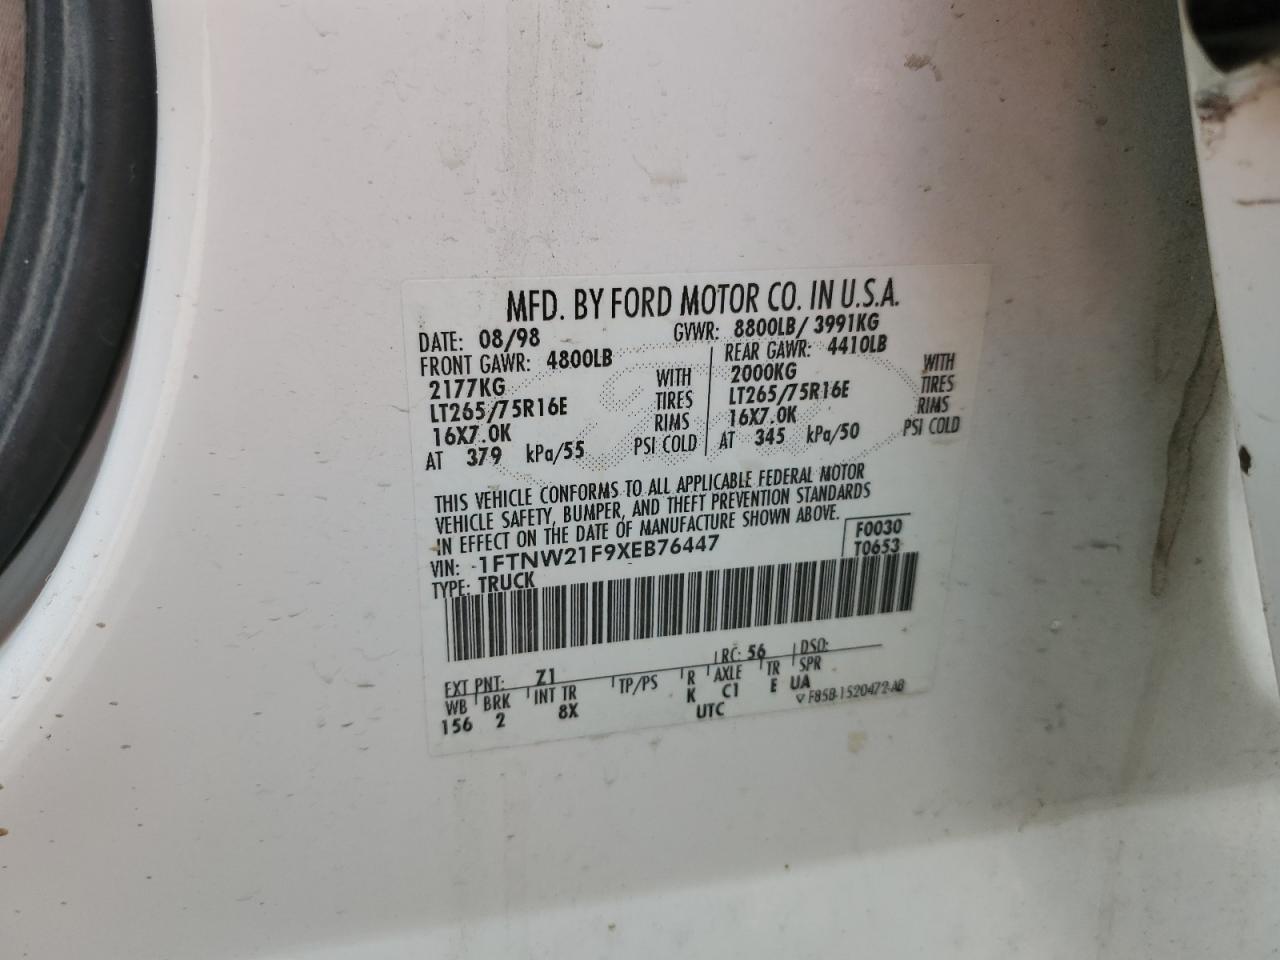 MFD. BY FORD MOTOR CO. IN U.S.A.
DATE: 08/98 GVWR: 8800LB/ 3991KG
FRONT GAWR: 4800LB REAR GAWR: 4410LB
2177KG WITH 2000KG WITH
LT265/75R16E TIRES LT265/75R16E TIRES
16X7.0K RIMS 16X7.0K RIMS
AT 379 kPa/55 PSI COLD AT 345 kPa/50 PSI COLD
THIS VEHICLE CONFORMS TO ALL APPLICABLE FEDERAL MOTOR
VEHICLE SAFETY, BUMPER, AND THEFT PREVENTION STANDARDS
IN EFFECT ON THE DATE OF MANUFACTURE SHOWN ABOVE.
VIN: 1FTNW21F9XEB76447 F0030
TYPE: TRUCK T0653
EXT PNT: Z1 RC: 56 DSO:
WB BRK INT TR TP/PS R AXLE TR SPR
156 2 8X K C1 E UA
UTC F85B-1520472-AB